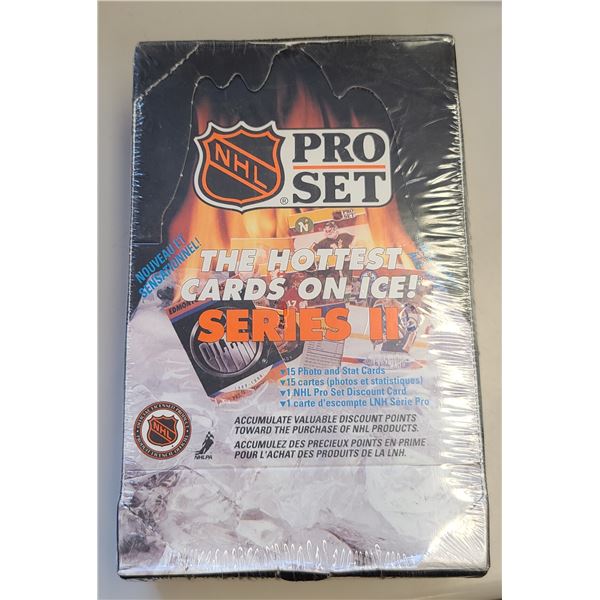 NHL
PRO
SET
®
NOUVEAU ET
SENSATIONNEL!
THE HOTTEST
CARDS ON ICE!
SERIES II
EDMONTON
▾15 Photo and Stat Cards
▾15 cartes (photos et statistiques)
▾1 NHL Pro Set Discount Card
▾1 carte d'escompte LNH Série Pro
ACCUMULATE VALUABLE DISCOUNT POINTS
TOWARD THE PURCHASE OF NHL PRODUCTS.
ACCUMULEZ DES PRECIEUX POINTS EN PRIME
POUR L'ACHAT DES PRODUITS DE LA LNH.
NHL
NHLPA